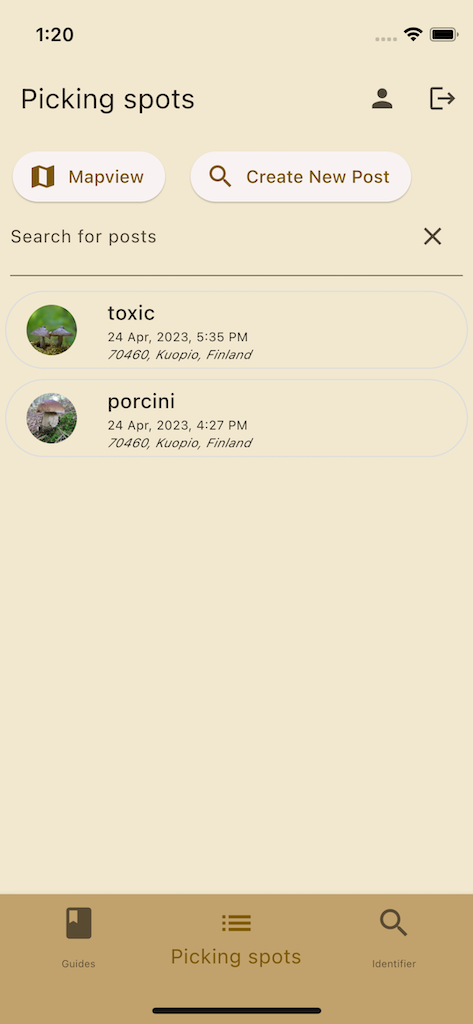 1:20
Picking spots
Mapview
Create New Post
Search for posts
toxic
24 Apr, 2023, 5:35 PM
70460, Kuopio, Finland
porcini
24 Apr, 2023, 4:27 PM
70460, Kuopio, Finland
Guides
Picking spots
Identifier